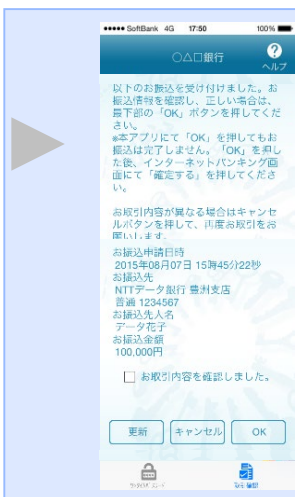 ●●●●● SoftBank 4G 17:50 100%
○△□銀行
?
ヘルプ
以下のお振込を受け付けました。お
振込情報を確認し、正しい場合は、
最下部の「OK」ボタンを押してくだ
さい。
※本アプリにて「OK」を押してもお
振込は完了しません。「OK」を押し
た後、インターネットバンキング画
面にて「確定する」を押してくださ
い。
お取引内容が異なる場合はキャンセ
ルボタンを押して、再度お取引をお
願いします。
お振込申請日時
2015年08月07日 15時45分22秒
お振込先
NTTデータ銀行 豊洲支店
普通 1234567
お振込先人名
データ花子
お振込金額
100,000円
お取引内容を確認しました。
更新 キャンセル OK
取引確認